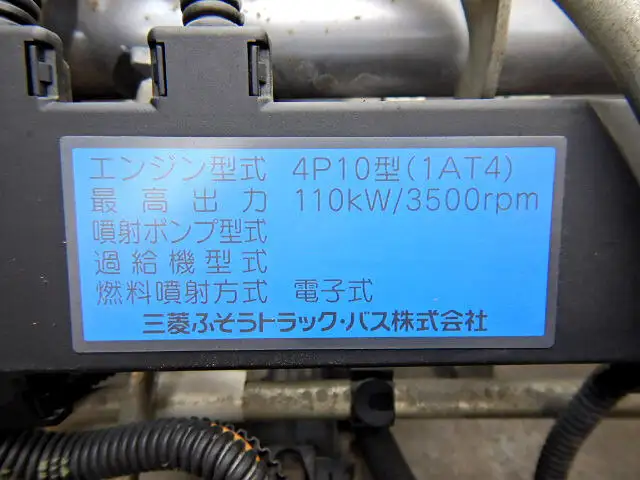 エンジン型式 4P10型(1AT4)
最高出力 110kW/3500rpm
噴射ポンプ型式
過給機型式
燃料噴射方式 電子式
三菱ふそうトラック・バス株式会社